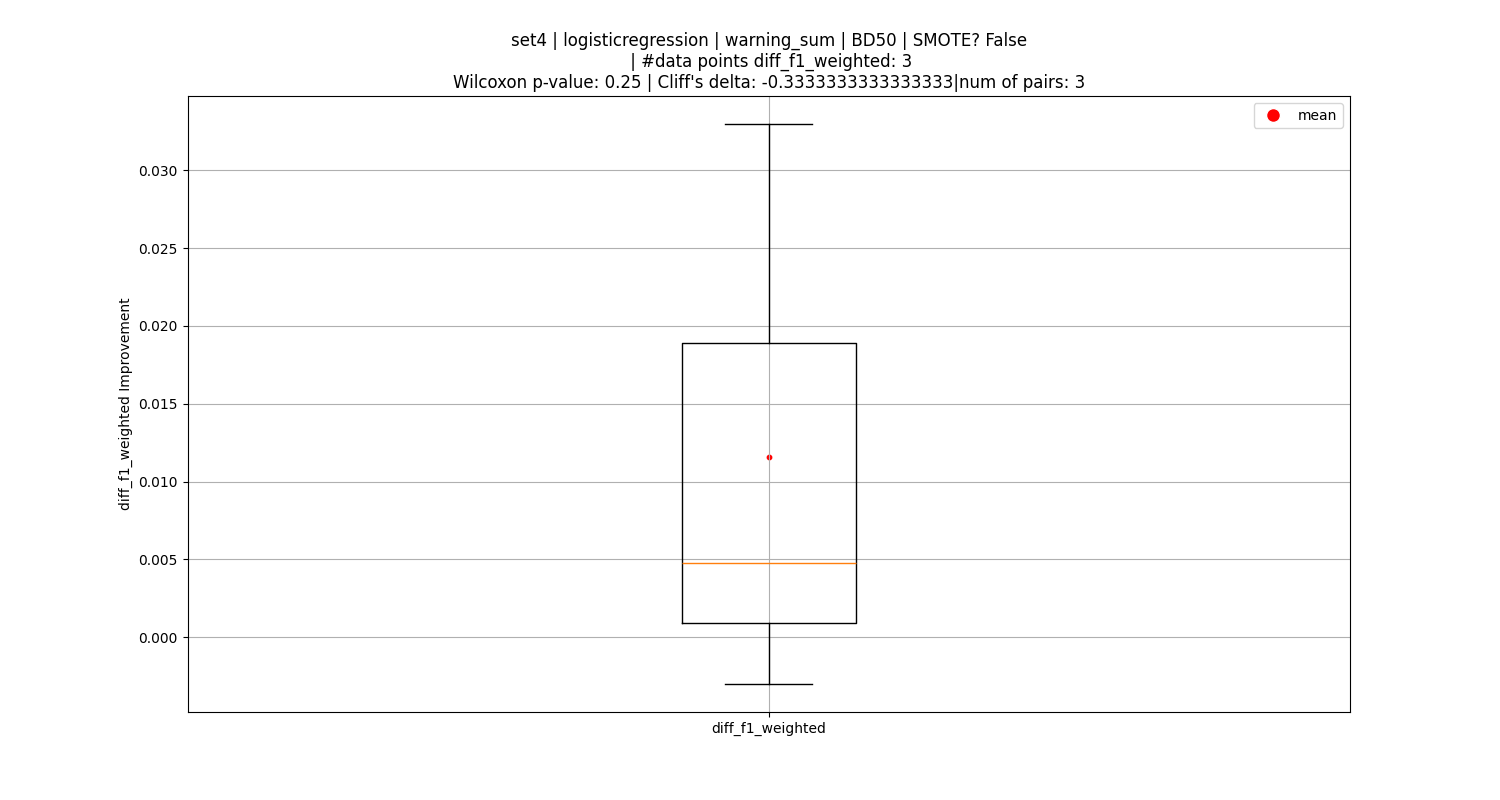 set4 | logisticregression | warning_sum | BD50 | SMOTE? False
| #data points diff_f1_weighted: 3
Wilcoxon p-value: 0.25 | Cliff's delta: -0.3333333333333333|num of pairs: 3
mean
0.030
0.025
0.020
0.015
0.010
0.005
0.000
diff_f1_weighted Improvement
diff_f1_weighted